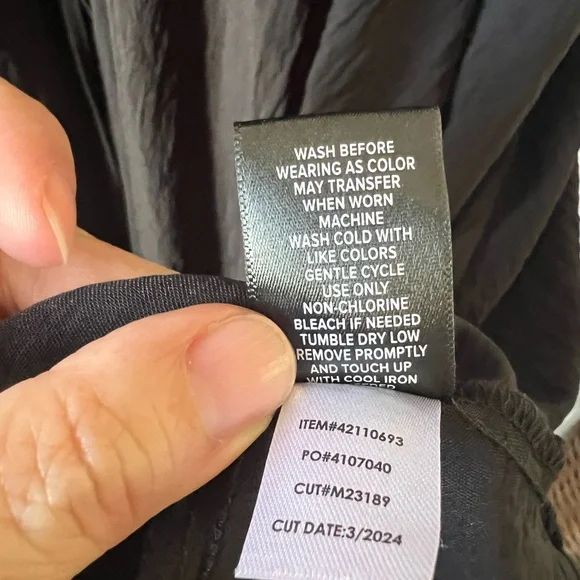 WASH BEFORE
WEARING AS COLOR
MAY TRANSFER
WHEN WORN
MACHINE
WASH COLD WITH
LIKE COLORS
GENTLE CYCLE
USE ONLY
NON-CHLORINE
BLEACH IF NEEDED
TUMBLE DRY LOW
REMOVE PROMPTLY
AND TOUCH UP
WITH COOL IRON
ITEM#42110693
PO#4107040
CUT#M23189
CUT DATE:3/2024